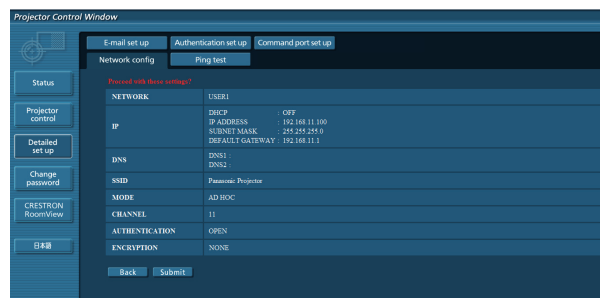 Projector Control Window
E-mail set up
Authentication set up
Command port set up
Network config
Ping test
Status
Projector
control
Detailed
set up
Change
password
CRESTRON
RoomView
日本語
Proceed with these settings?
NETWORK USER1
IP
DHCP : OFF
IP ADDRESS : 192.168.11.100
SUBNET MASK : 255.255.255.0
DEFAULT GATEWAY : 192.168.11.1
DNS
DNS1 :
DNS2 :
SSID Panasonic Projector
MODE AD HOC
CHANNEL 11
AUTHENTICATION OPEN
ENCRYPTION NONE
Back
Submit